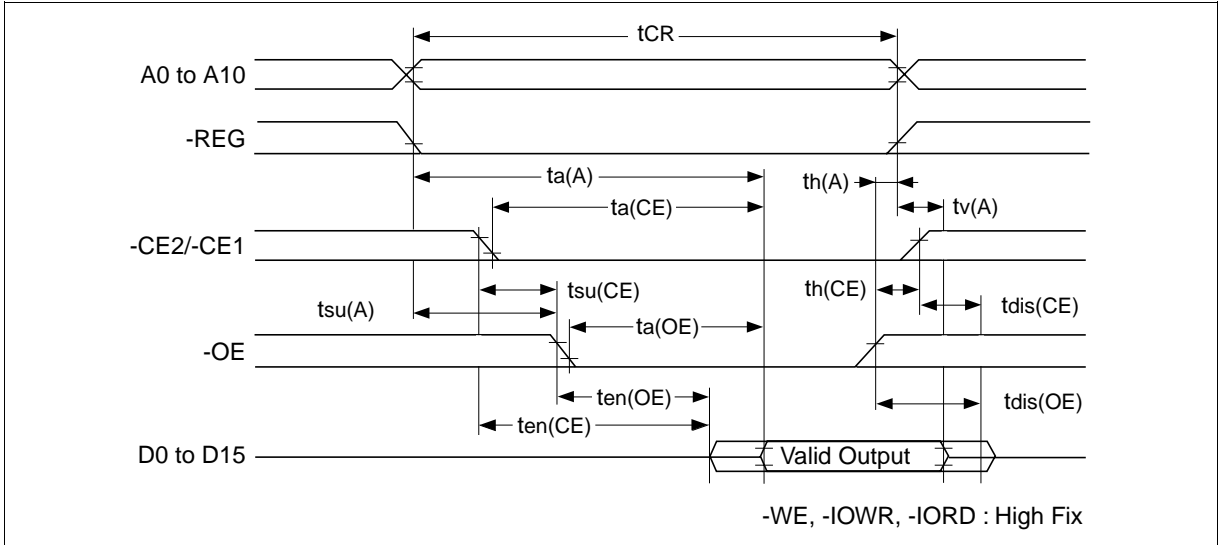 tCR
A0 to A10
-REG
ta(A)
th(A)
ta(CE)
tv(A)
-CE2/-CE1
tsu(CE)
th(CE)
tsu(A)
tdis(CE)
ta(OE)
-OE
ten(OE)
tdis(OE)
ten(CE)
D0 to D15
Valid Output
-WE, -IOWR, -IORD : High Fix